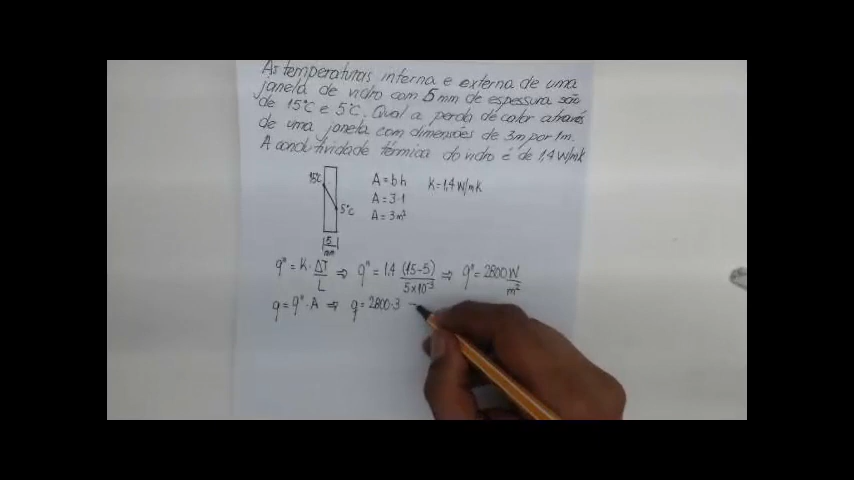 As temperaturas interna e externa de uma
janela de vidro com 5mm de espessura são
de 15°C e 5°C. Qual a perda de calor através
de uma janela com dimensões de 3m por 1m.
A condutividade térmica do vidro é de 1,4 W/mK
15°C
5°C
5
mm
A = b h
A = 3·1
A = 3m²
K = 1,4 W/mK
q" = K · ΔT/L ⇒ q" = 1,4 (15-5)/5x10⁻³ ⇒ q" = 2800 W/m²
q = q" · A ⇒ q = 2800·3